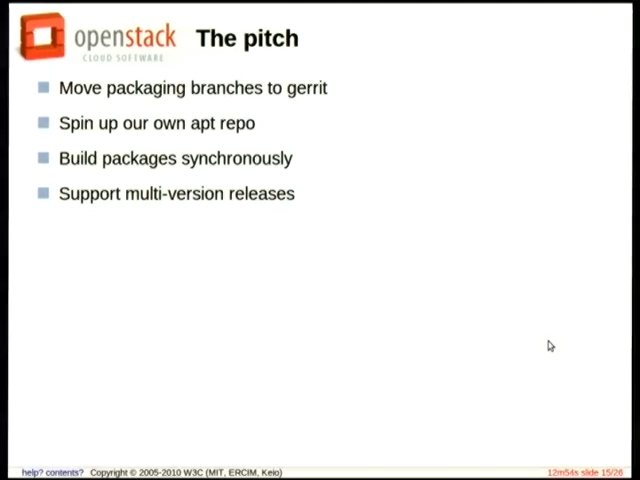 openstack
CLOUD SOFTWARE
The pitch
Move packaging branches to gerrit
Spin up our own apt repo
Build packages synchronously
Support multi-version releases
help? contents? Copyright © 2005-2010 W3C (MIT, ERCIM, Keio)
12m54s slide 15/26